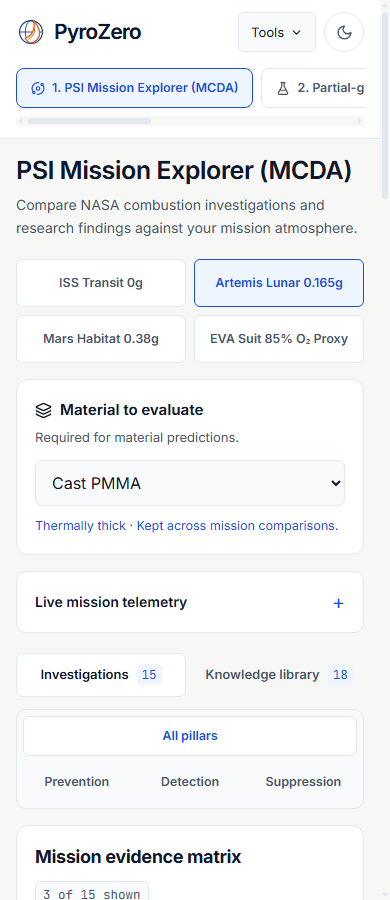 PyroZero
Tools
1. PSI Mission Explorer (MCDA)
2. Partial-g
PSI Mission Explorer (MCDA)
Compare NASA combustion investigations and
research findings against your mission atmosphere.
ISS Transit 0g
Artemis Lunar 0.165g
Mars Habitat 0.38g
EVA Suit 85% O₂ Proxy
Material to evaluate
Required for material predictions.
Cast PMMA
Thermally thick · Kept across mission comparisons.
Live mission telemetry
+
Investigations 15
Knowledge library 18
All pillars
Prevention
Detection
Suppression
Mission evidence matrix
3 of 15 shown